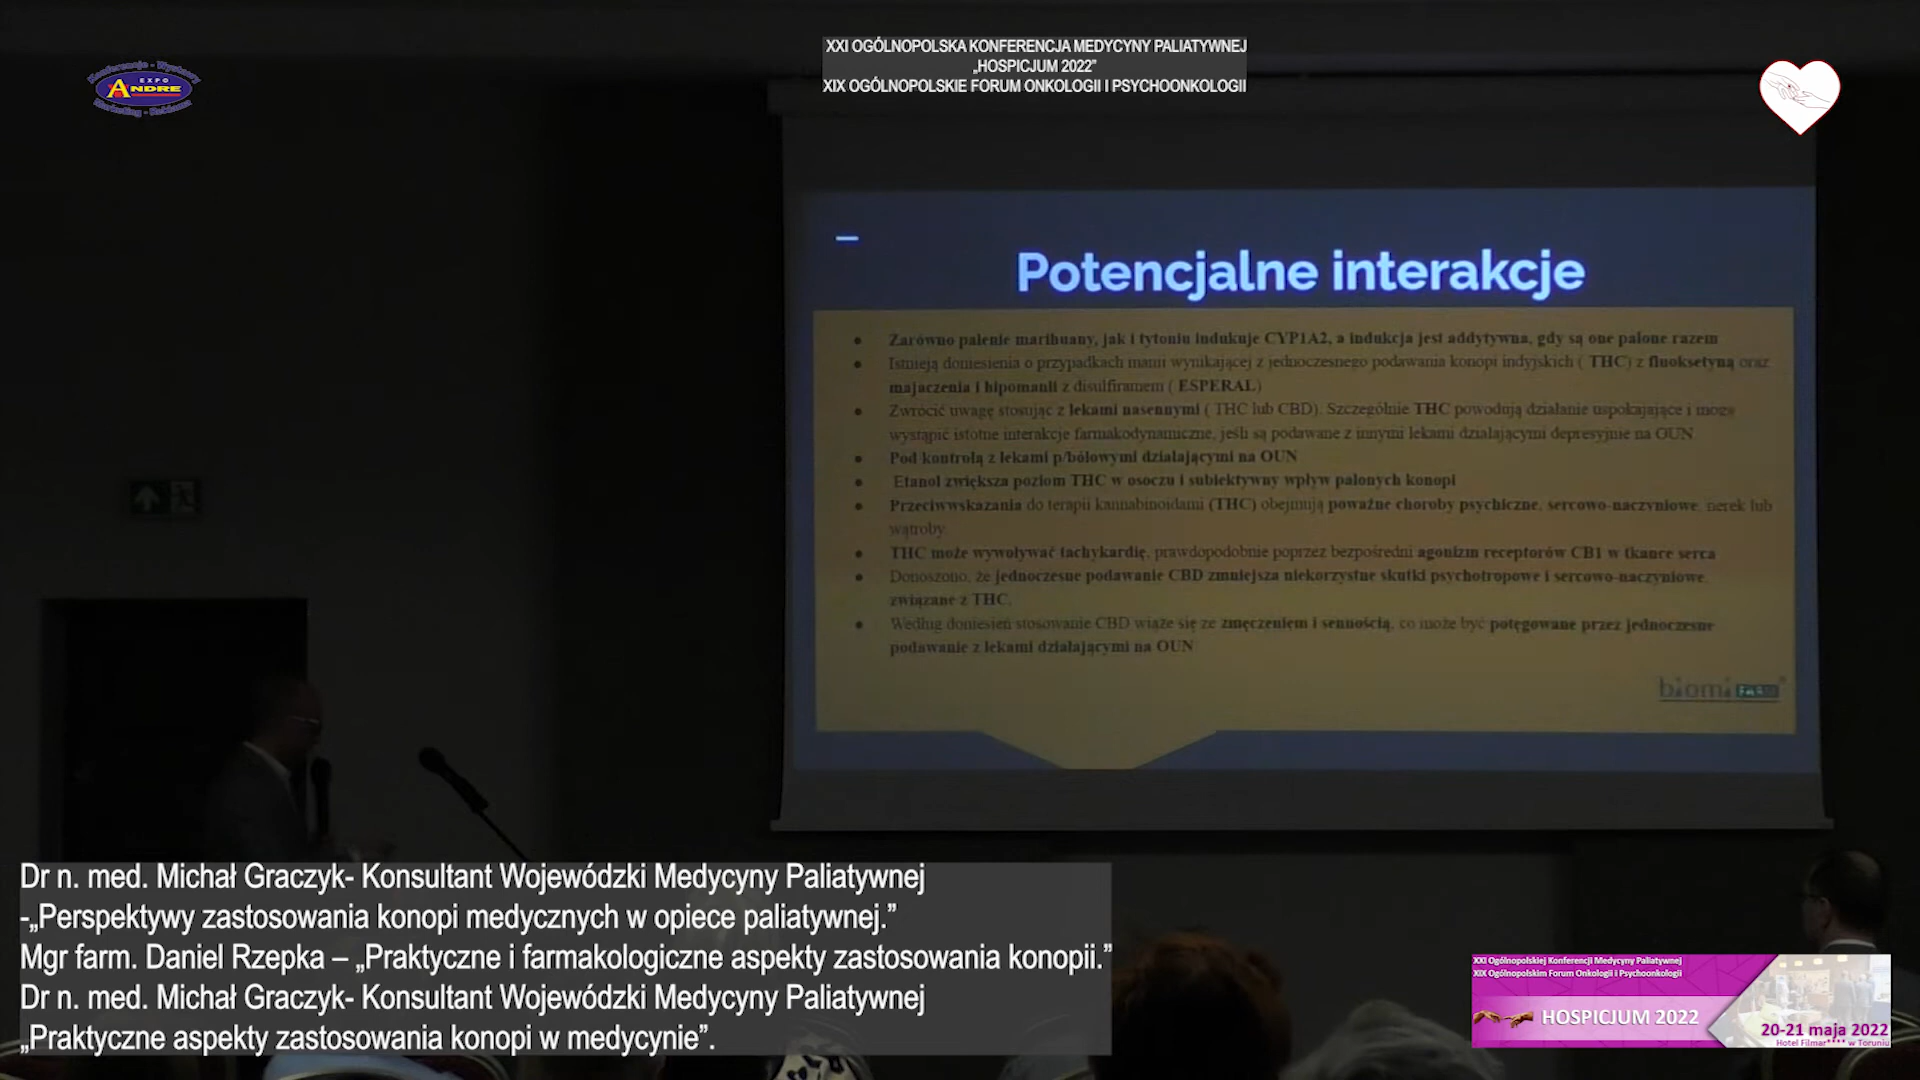 XXI OGÓLNOPOLSKA KONFERENCJA MEDYCYNY PALIATYWNEJ
„HOSPICJUM 2022”
XIX OGÓLNOPOLSKIE FORUM ONKOLOGII I PSYCHOONKOLOGII
Konferencje - Wystawy
EXPO
ANDRE
Marketing - Reklama
Potencjalne interakcje
• Zarówno palenie marihuany, jak i tytoniu indukuje CYP1A2, a indukcja jest addytywna, gdy są one palone razem
• Istnieją doniesienia o przypadkach manii wynikającej z jednoczesnego podawania konopi indyjskich ( THC) z fluoksetyną oraz
majaczenia i hipomanii z disulfiramem ( ESPERAL)
• Zwrócić uwagę stosując z lekami nasennymi ( THC lub CBD). Szczególnie THC powodują działanie uspokajające i mogą
wystąpić istotne interakcje farmakodynamiczne, jeśli są podawane z innymi lekami działającymi depresyjnie na OUN
• Pod kontrolą z lekami p/bólowymi działającymi na OUN
• Etanol zwiększa poziom THC w osoczu i subiektywny wpływ palonych konopi
• Przeciwwskazania do terapii kannabinoidami (THC) obejmują poważne choroby psychiczne, sercowo-naczyniowe, nerek lub
wątroby.
• THC może wywoływać tachykardię, prawdopodobnie poprzez bezpośredni agonizm receptorów CB1 w tkance serca
• Donoszono, że jednoczesne podawanie CBD zmniejsza niekorzystne skutki psychotropowe i sercowo-naczyniowe,
związane z THC.
• Według doniesień stosowanie CBD wiąże się ze zmęczeniem i sennością, co może być potęgowane przez jednoczesne
podawanie z lekami działającymi na OUN
biomi FARM
Dr n. med. Michał Graczyk- Konsultant Wojewódzki Medycyny Paliatywnej
-„Perspektywy zastosowania konopi medycznych w opiece paliatywnej.”
Mgr farm. Daniel Rzepka – „Praktyczne i farmakologiczne aspekty zastosowania konopii.”
Dr n. med. Michał Graczyk- Konsultant Wojewódzki Medycyny Paliatywnej
„Praktyczne aspekty zastosowania konopi w medycynie”.
XXI Ogólnopolskiej Konferencji Medycyny Paliatywnej
XIX Ogólnopolskim Forum Onkologii i Psychoonkologii
HOSPICJUM 2022
20-21 maja 2022
Hotel Filmar**** w Toruniu